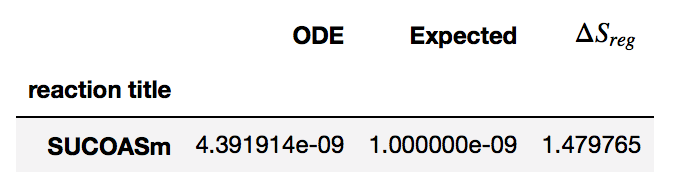 ODE Expected ΔS_reg
reaction title
SUCOASm 4.391914e-09 1.000000e-09 1.479765